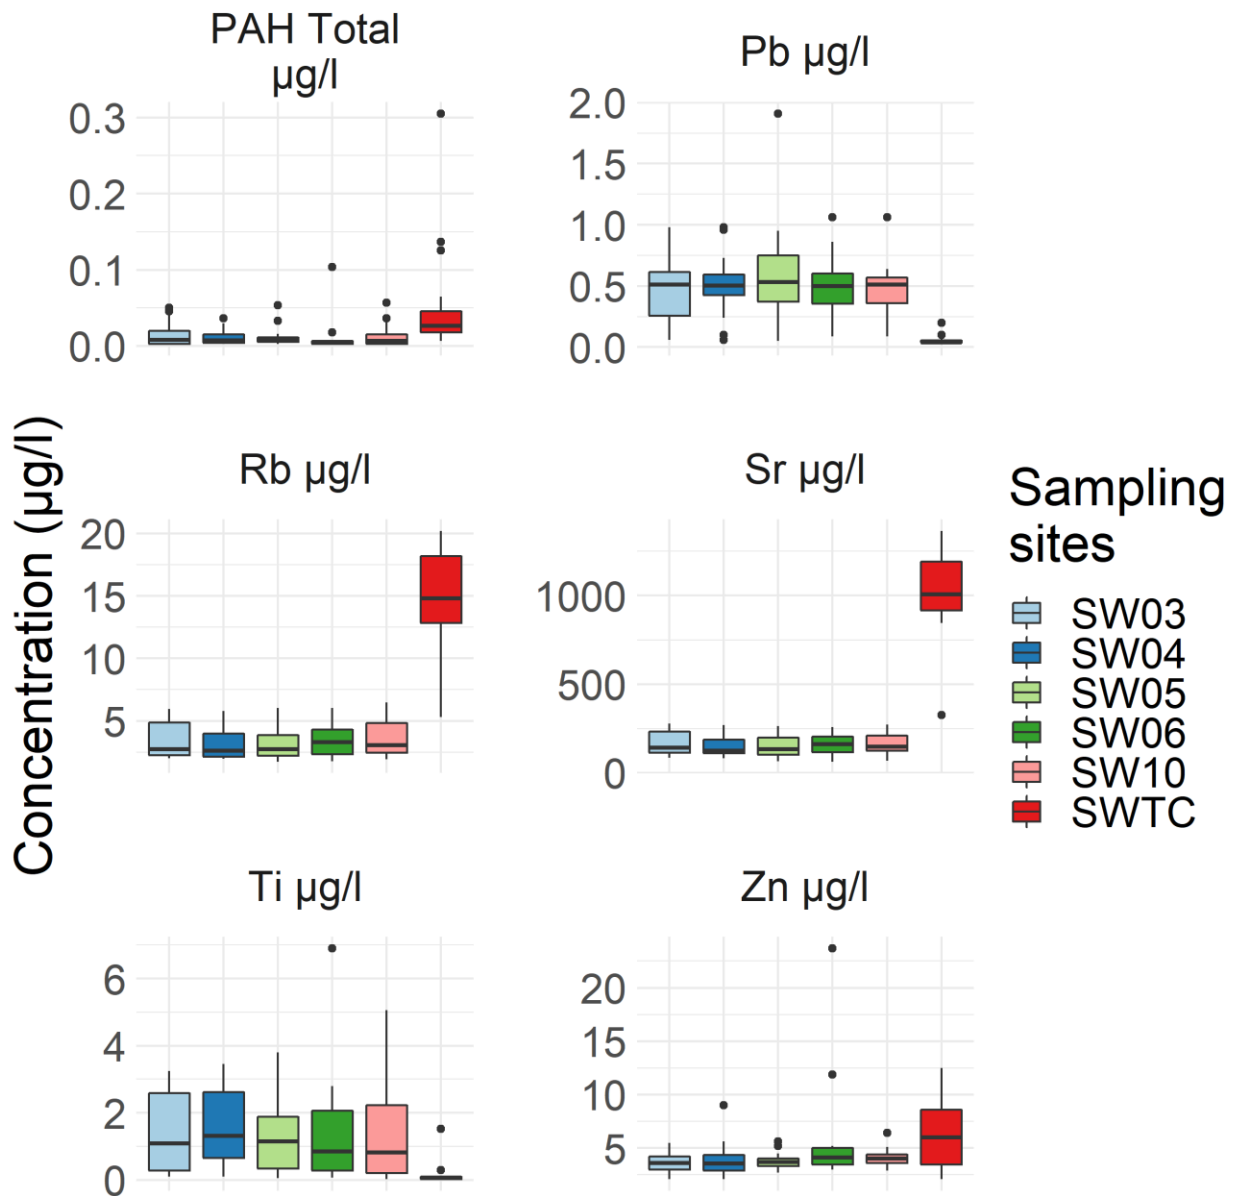 PAH Total
µg/l
0.3
0.2
0.1
0.0
Pb µg/l
2.0
1.5
1.0
0.5
0.0
Concentration (µg/l)
Rb µg/l
20
15
10
5
Sr µg/l
1000
500
0
Ti µg/l
6
4
2
0
Zn µg/l
20
15
10
5
Sampling
sites
SW03
SW04
SW05
SW06
SW10
SWTC